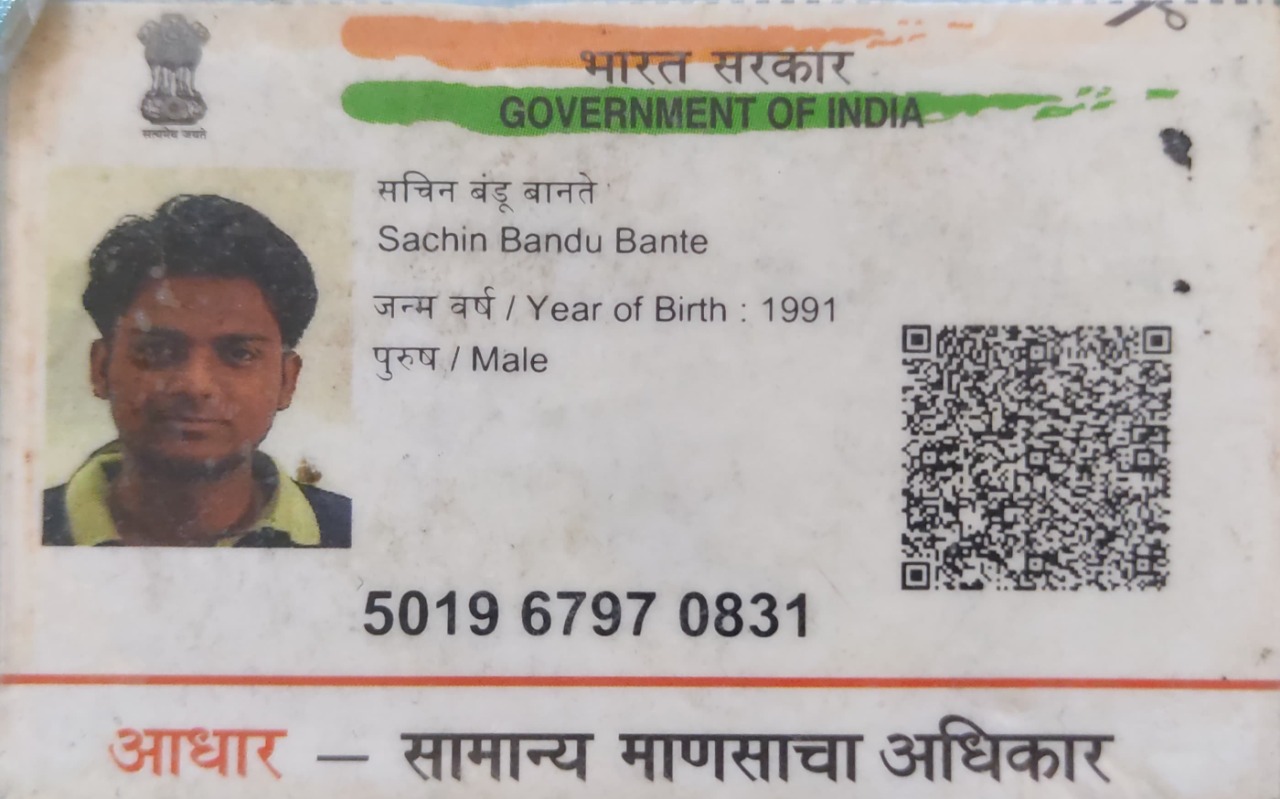 सत्यमेव जयते
भारत सरकार
GOVERNMENT OF INDIA
सचिन बंडू बानते
Sachin Bandu Bante
जन्म वर्ष / Year of Birth : 1991
पुरुष / Male
5019 6797 0831
आधार — सामान्य माणसाचा अधिकार